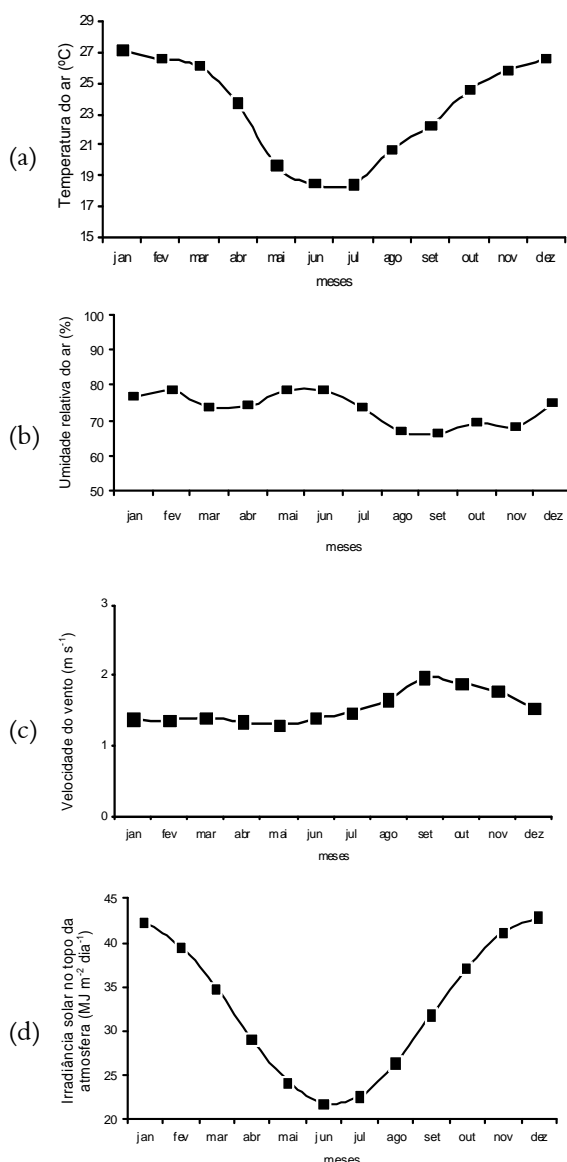 (a)
Temperatura do ar (ºC)
27
25
23
21
19
17
15
jan fev mar abr mai jun jul ago set out nov dez
meses
(b)
Umidade relativa do ar (%)
100
90
80
70
60
50
jan fev mar abr mai jun jul ago set out nov dez
meses
(c)
Velocidade do vento (m s⁻¹)
3
2
1
0
jan fev mar abr mai jun jul ago set out nov dez
meses
(d)
Irradiância solar no topo da
atmosfera (MJ m⁻² dia⁻¹)
45
40
35
30
25
20
jan fev mar abr mai jun jul ago set out nov dez
meses